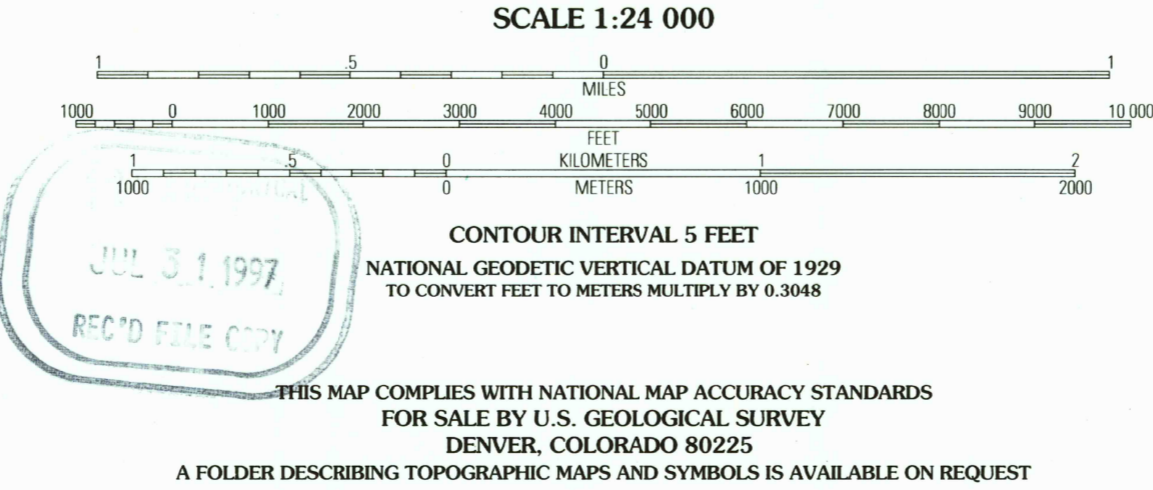 SCALE 1:24 000
1 .5 0 1
MILES
1000 0 1000 2000 3000 4000 5000 6000 7000 8000 9000 10 000
FEET
1 .5 0 KILOMETERS 1 2
1000 0 METERS 1000 2000
JUL 31 1997
REC'D FILE COPY
CONTOUR INTERVAL 5 FEET
NATIONAL GEODETIC VERTICAL DATUM OF 1929
TO CONVERT FEET TO METERS MULTIPLY BY 0.3048
THIS MAP COMPLIES WITH NATIONAL MAP ACCURACY STANDARDS
FOR SALE BY U.S. GEOLOGICAL SURVEY
DENVER, COLORADO 80225
A FOLDER DESCRIBING TOPOGRAPHIC MAPS AND SYMBOLS IS AVAILABLE ON REQUEST